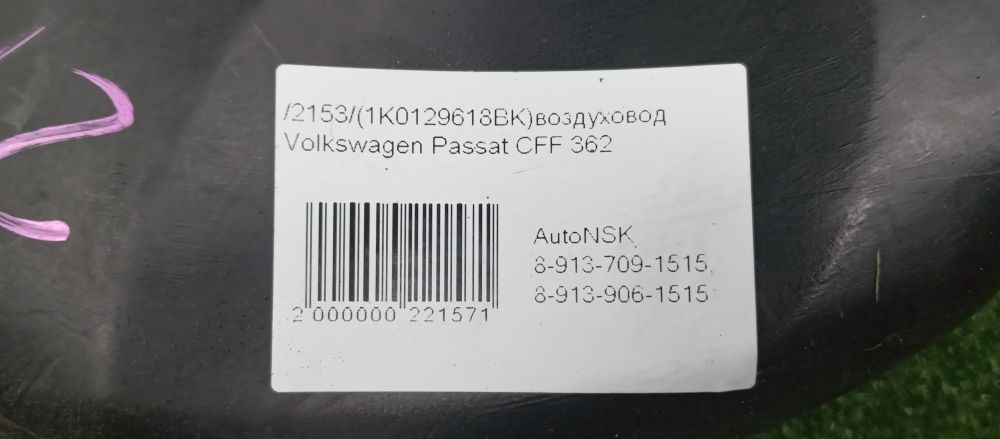 /2153/(1K0129618BK)воздуховод
Volkswagen Passat CFF 362
AutoNSK
8-913-709-1515,
8-913-906-1515
2 000000 221571